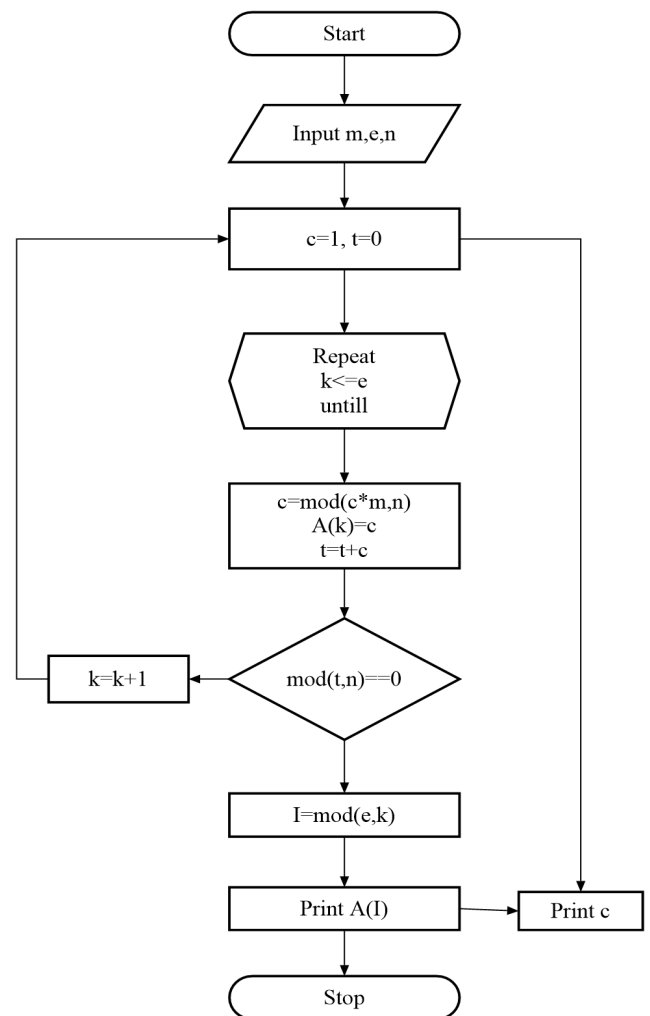 Start
Input m,e,n
c=1, t=0
Repeat
k<=e
untill
c=mod(c*m,n)
A(k)=c
t=t+c
k=k+1
mod(t,n)==0
I=mod(e,k)
Print A(I)
Print c
Stop